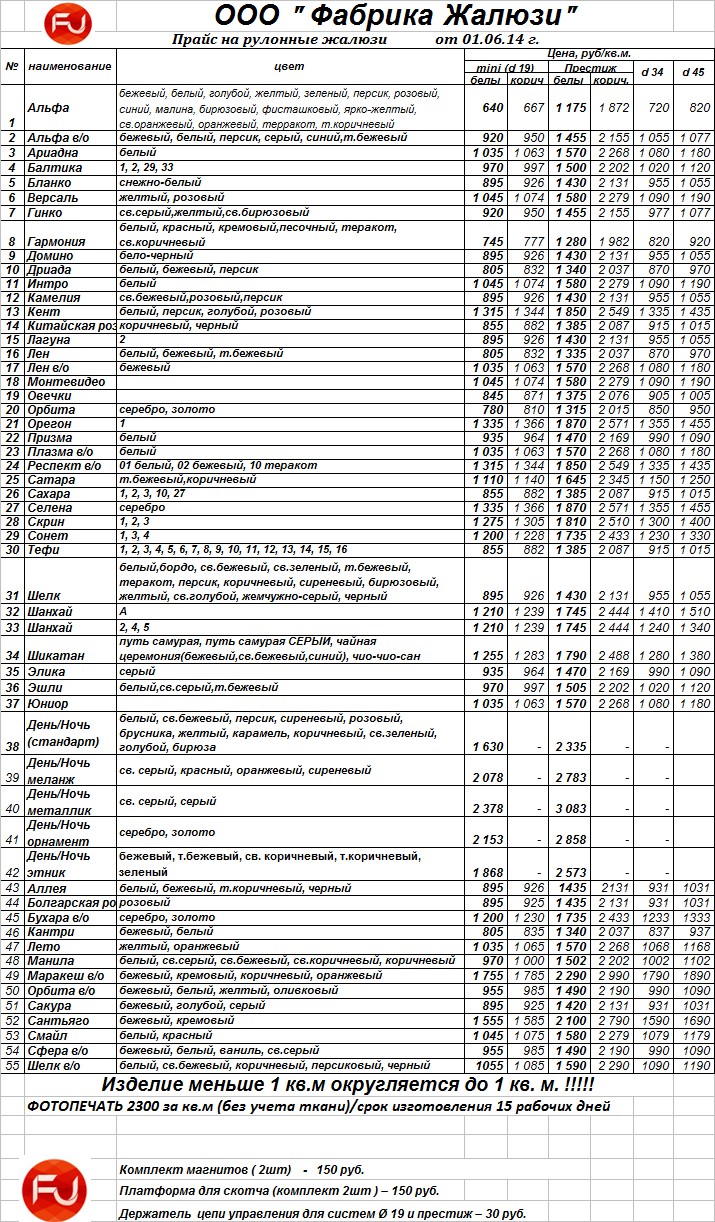 FJ
ООО "Фабрика Жалюзи"
Прайс на рулонные жалюзи от 01.06.14 г.
№ наименование цвет Цена, руб/кв.м.
mini (d 19) Престиж d 34 d 45
белы корич белы корич.
1 Альфа бежевый, белый, голубой, желтый, зеленый, персик, розовый,
синий, малина, бирюзовый, фисташковый, ярко-желтый,
св.оранжевый, оранжевый, терракот, т.коричневый 640 667 1 175 1 872 720 820
2 Альфа в/о бежевый, белый, персик, серый, синий,т.бежевый 920 950 1 455 2 155 1 055 1 077
3 Ариадна белый 1 035 1 063 1 570 2 268 1 080 1 180
4 Балтика 1, 2, 29, 33 970 997 1 500 2 202 1 020 1 120
5 Бланко снежно-белый 895 926 1 430 2 131 955 1 055
6 Версаль желтый, розовый 1 045 1 074 1 580 2 279 1 090 1 190
7 Гинко св.серый,желтый,св.бирюзовый 920 950 1 455 2 155 977 1 077
8 Гармония белый, красный, кремовый,песочный, теракот,
св.коричневый 745 777 1 280 1 982 820 920
9 Домино бело-черный 895 926 1 430 2 131 955 1 055
10 Дриада белый, бежевый, персик 805 832 1 340 2 037 870 970
11 Интро белый 1 045 1 074 1 580 2 279 1 090 1 190
12 Камелия св.бежевый,розовый,персик 895 926 1 430 2 131 955 1 055
13 Кент белый, персик, голубой, розовый 1 315 1 344 1 850 2 549 1 335 1 435
14 Китайская роз коричневый, черный 855 882 1 385 2 087 915 1 015
15 Лагуна 2 895 926 1 430 2 131 955 1 055
16 Лен белый, бежевый, т.бежевый 805 832 1 335 2 037 870 970
17 Лен в/о бежевый 1 035 1 063 1 570 2 268 1 080 1 180
18 Монтевидео 1 045 1 074 1 580 2 279 1 090 1 190
19 Овечки 845 871 1 375 2 076 905 1 005
20 Орбита серебро, золото 780 810 1 315 2 015 850 950
21 Орегон 1 1 335 1 366 1 870 2 571 1 355 1 455
22 Призма белый 935 964 1 470 2 169 990 1 090
23 Плазма в/о белый 1 035 1 063 1 570 2 268 1 080 1 180
24 Респект в/о 01 белый, 02 бежевый, 10 теракот 1 315 1 344 1 850 2 549 1 335 1 435
25 Сатара т.бежевый,коричневый 1 110 1 140 1 645 2 345 1 150 1 250
26 Сахара 1, 2, 3, 10, 27 855 882 1 385 2 087 915 1 015
27 Селена серебро 1 335 1 366 1 870 2 571 1 355 1 455
28 Скрин 1, 2, 3 1 275 1 305 1 810 2 510 1 300 1 400
29 Сонет 1, 3, 4 1 200 1 228 1 735 2 433 1 230 1 330
30 Тефи 1, 2, 3, 4, 5, 6, 7, 8, 9, 10, 11, 12, 13, 14, 15, 16 855 882 1 385 2 087 915 1 015
31 Шелк белый,бордо, св.бежевый, св.зеленый, т.бежевый,
теракот, персик, коричневый, сиреневый, бирюзовый,
желтый, св.голубой, жемчужно-серый, черный 895 926 1 430 2 131 955 1 055
32 Шанхай А 1 210 1 239 1 745 2 444 1 410 1 510
33 Шанхай 2, 4, 5 1 210 1 239 1 745 2 444 1 240 1 340
34 Шикатан путь самурая, путь самурая СЕРЫЙ, чайная
церемония(бежевый,св.бежевый,синий), чио-чио-сан 1 255 1 283 1 790 2 488 1 280 1 380
35 Элика серый 935 964 1 470 2 169 990 1 090
36 Эшли белый,св.серый,т.бежевый 970 997 1 505 2 202 1 020 1 120
37 Юниор 1 035 1 063 1 570 2 268 1 080 1 180
38 День/Ночь (стандарт) белый, св.бежевый, персик, сиреневый, розовый,
брусника, желтый, карамель, коричневый, св.зеленый,
голубой, бирюза 1 630 - 2 335 - -
39 День/Ночь меланж св. серый, красный, оранжевый, сиреневый 2 078 - 2 783 - -
40 День/Ночь металлик св. серый, серый 2 378 - 3 083 - -
41 День/Ночь орнамент серебро, золото 2 153 - 2 858 - -
42 День/Ночь этник бежевый, т.бежевый, св. коричневый, т.коричневый,
зеленый 1 868 - 2 573 - -
43 Аллея белый, бежевый, т.коричневый, черный 895 926 1435 2131 931 1031
44 Болгарская ро розовый 895 925 1 435 2 131 931 1031
45 Бухара в/о серебро, золото 1 200 1 230 1 735 2 433 1233 1333
46 Кантри бежевый, белый 805 835 1 340 2 037 837 937
47 Лето желтый, оранжевый 1 035 1 065 1 570 2 268 1068 1168
48 Манила белый, св.серый, св.бежевый, св.коричневый, коричневый 970 1 000 1 502 2 202 1002 1102
49 Маракеш в/о бежевый, кремовый, коричневый, оранжевый 1 755 1 785 2 290 2 990 1790 1890
50 Орбита в/о бежевый, белый, желтый, оливковый 955 985 1 490 2 190 990 1090
51 Сакура бежевый, голубой, серый 895 925 1 420 2 131 931 1031
52 Сантьяго бежевый, кремовый 1 555 1 585 2 100 2 790 1590 1690
53 Смайл белый, красный 1 045 1 075 1 580 2 279 1079 1179
54 Сфера в/о бежевый, белый, ваниль, св.серый 955 985 1 490 2 190 990 1090
55 Шелк в/о белый, св.бежевый, коричневый, персиковый, черный 1055 1 085 1 590 2 290 1090 1190
Изделие меньше 1 кв.м округляется до 1 кв. м. !!!!!
ФОТОПЕЧАТЬ 2300 за кв.м (без учета ткани)/срок изготовления 15 рабочих дней
FJ
Комплект магнитов ( 2шт) - 150 руб.
Платформа для скотча (комплект 2шт ) – 150 руб.
Держатель цепи управления для систем Ø 19 и престиж – 30 руб.